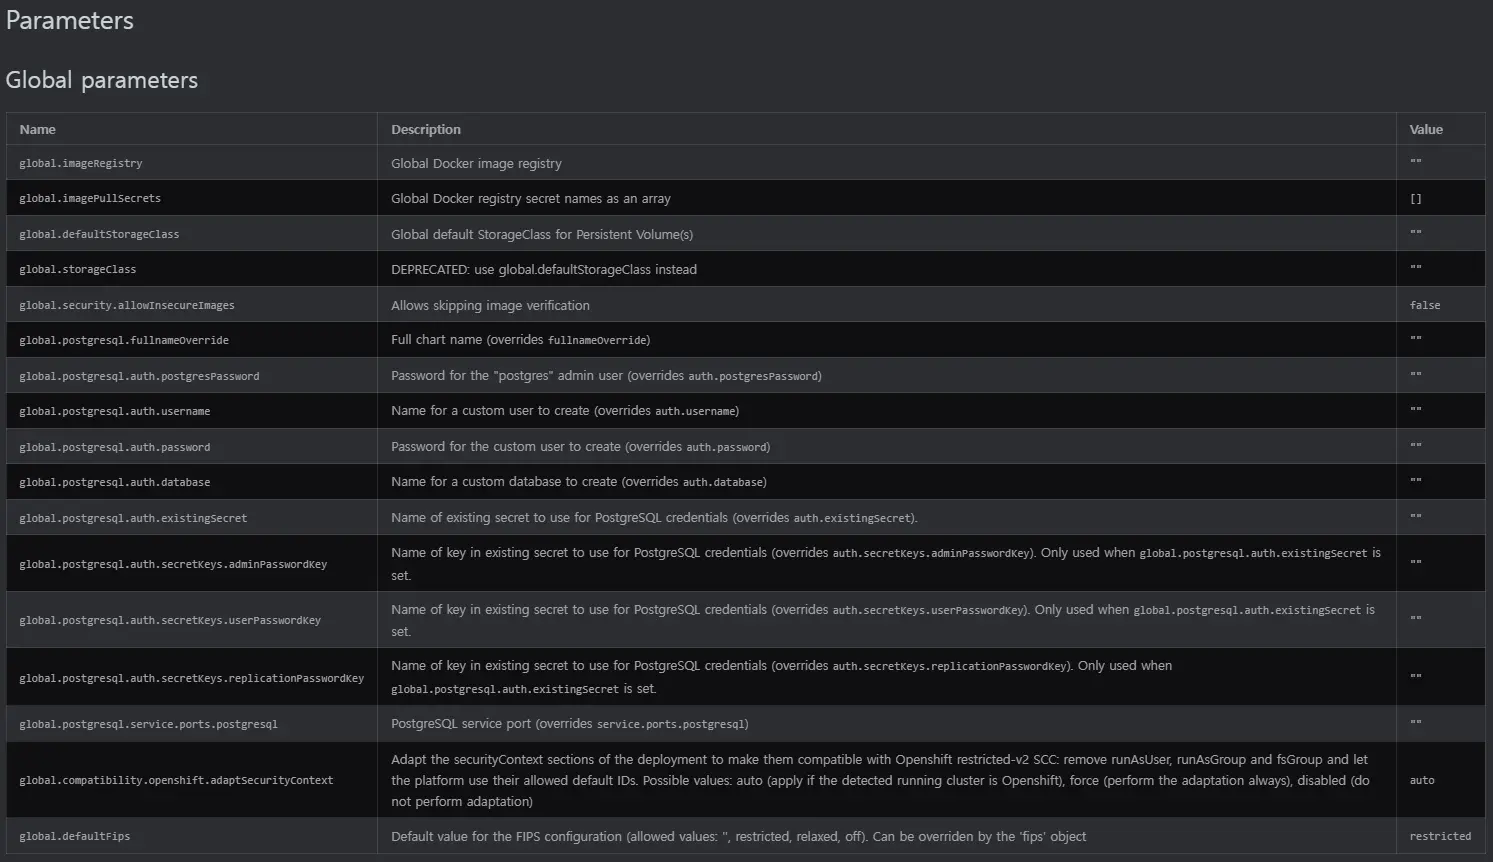 Parameters
Global parameters
Name Description Value
global.imageRegistry Global Docker image registry ""
global.imagePullSecrets Global Docker registry secret names as an array []
global.defaultStorageClass Global default StorageClass for Persistent Volume(s) ""
global.storageClass DEPRECATED: use global.defaultStorageClass instead ""
global.security.allowInsecureImages Allows skipping image verification false
global.postgresql.fullnameOverride Full chart name (overrides fullnameOverride) ""
global.postgresql.auth.postgresPassword Password for the "postgres" admin user (overrides auth.postgresPassword) ""
global.postgresql.auth.username Name for a custom user to create (overrides auth.username) ""
global.postgresql.auth.password Password for the custom user to create (overrides auth.password) ""
global.postgresql.auth.database Name for a custom database to create (overrides auth.database) ""
global.postgresql.auth.existingSecret Name of existing secret to use for PostgreSQL credentials (overrides auth.existingSecret). ""
global.postgresql.auth.secretKeys.adminPasswordKey Name of key in existing secret to use for PostgreSQL credentials (overrides auth.secretKeys.adminPasswordKey). Only used when global.postgresql.auth.existingSecret is
set. ""
global.postgresql.auth.secretKeys.userPasswordKey Name of key in existing secret to use for PostgreSQL credentials (overrides auth.secretKeys.userPasswordKey). Only used when global.postgresql.auth.existingSecret is
set. ""
global.postgresql.auth.secretKeys.replicationPasswordKey Name of key in existing secret to use for PostgreSQL credentials (overrides auth.secretKeys.replicationPasswordKey). Only used when
global.postgresql.auth.existingSecret is set. ""
global.postgresql.service.ports.postgresql PostgreSQL service port (overrides service.ports.postgresql) ""
global.compatibility.openshift.adaptSecurityContext Adapt the securityContext sections of the deployment to make them compatible with Openshift restricted-v2 SCC: remove runAsUser, runAsGroup and fsGroup and let
the platform use their allowed default IDs. Possible values: auto (apply if the detected running cluster is Openshift), force (perform the adaptation always), disabled (do
not perform adaptation) auto
global.defaultFips Default value for the FIPS configuration (allowed values: '', restricted, relaxed, off). Can be overriden by the 'fips' object restricted